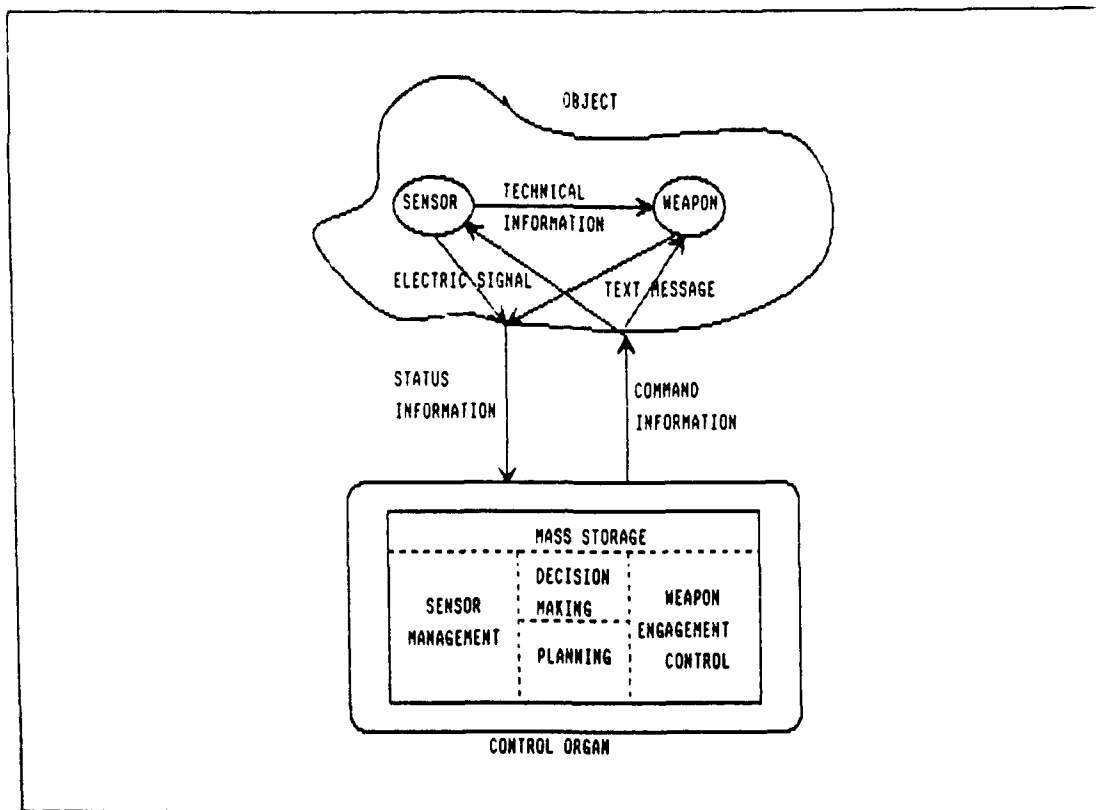 OBJECT
SENSOR
TECHNICAL
INFORMATION
WEAPON
ELECTRIC SIGNAL
TEXT MESSAGE
STATUS
INFORMATION
COMMAND
INFORMATION
MASS STORAGE
SENSOR
MANAGEMENT
DECISION
MAKING
PLANNING
WEAPON
ENGAGEMENT
CONTROL
CONTROL ORGAN